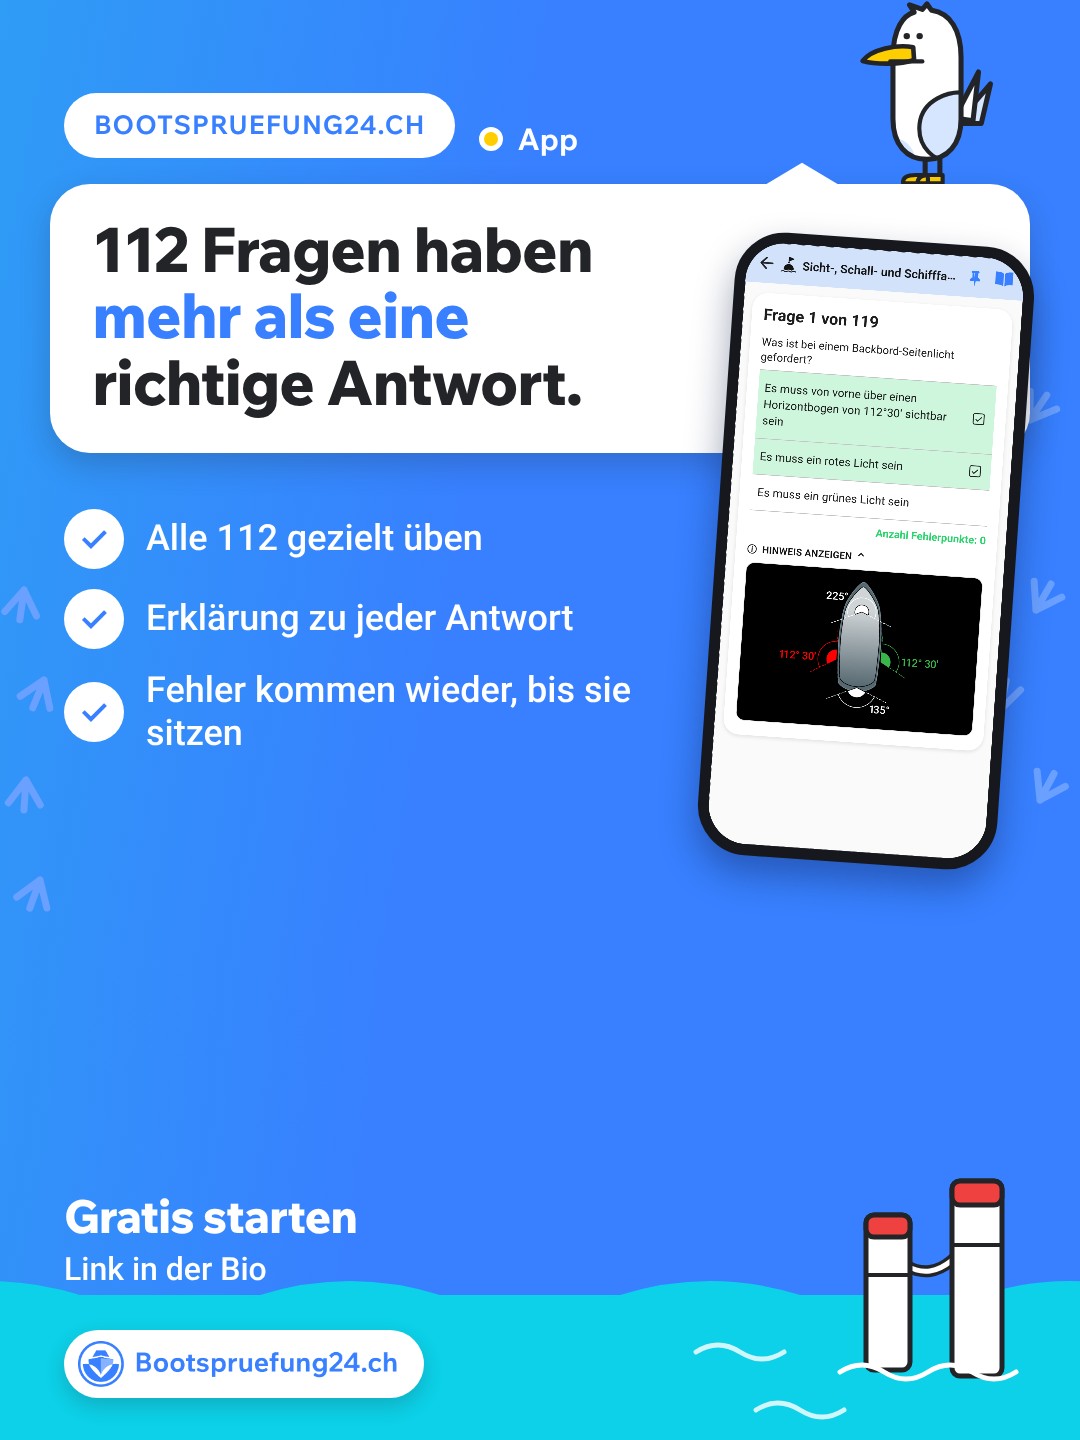 BOOTSPRUEFUNG24.CH
App
112 Fragen haben
mehr als eine
richtige Antwort.
Sicht-, Schall- und Schifffa...
Frage 1 von 119
Was ist bei einem Backbord-Seitenlicht
gefordert?
Es muss von vorne über einen
Horizontbogen von 112°30' sichtbar
sein
Es muss ein rotes Licht sein
Es muss ein grünes Licht sein
Anzahl Fehlerpunkte: 0
HINWEIS ANZEIGEN
225°
112° 30'
112° 30'
135°
Alle 112 gezielt üben
Erklärung zu jeder Antwort
Fehler kommen wieder, bis sie
sitzen
Gratis starten
Link in der Bio
Bootspruefung24.ch